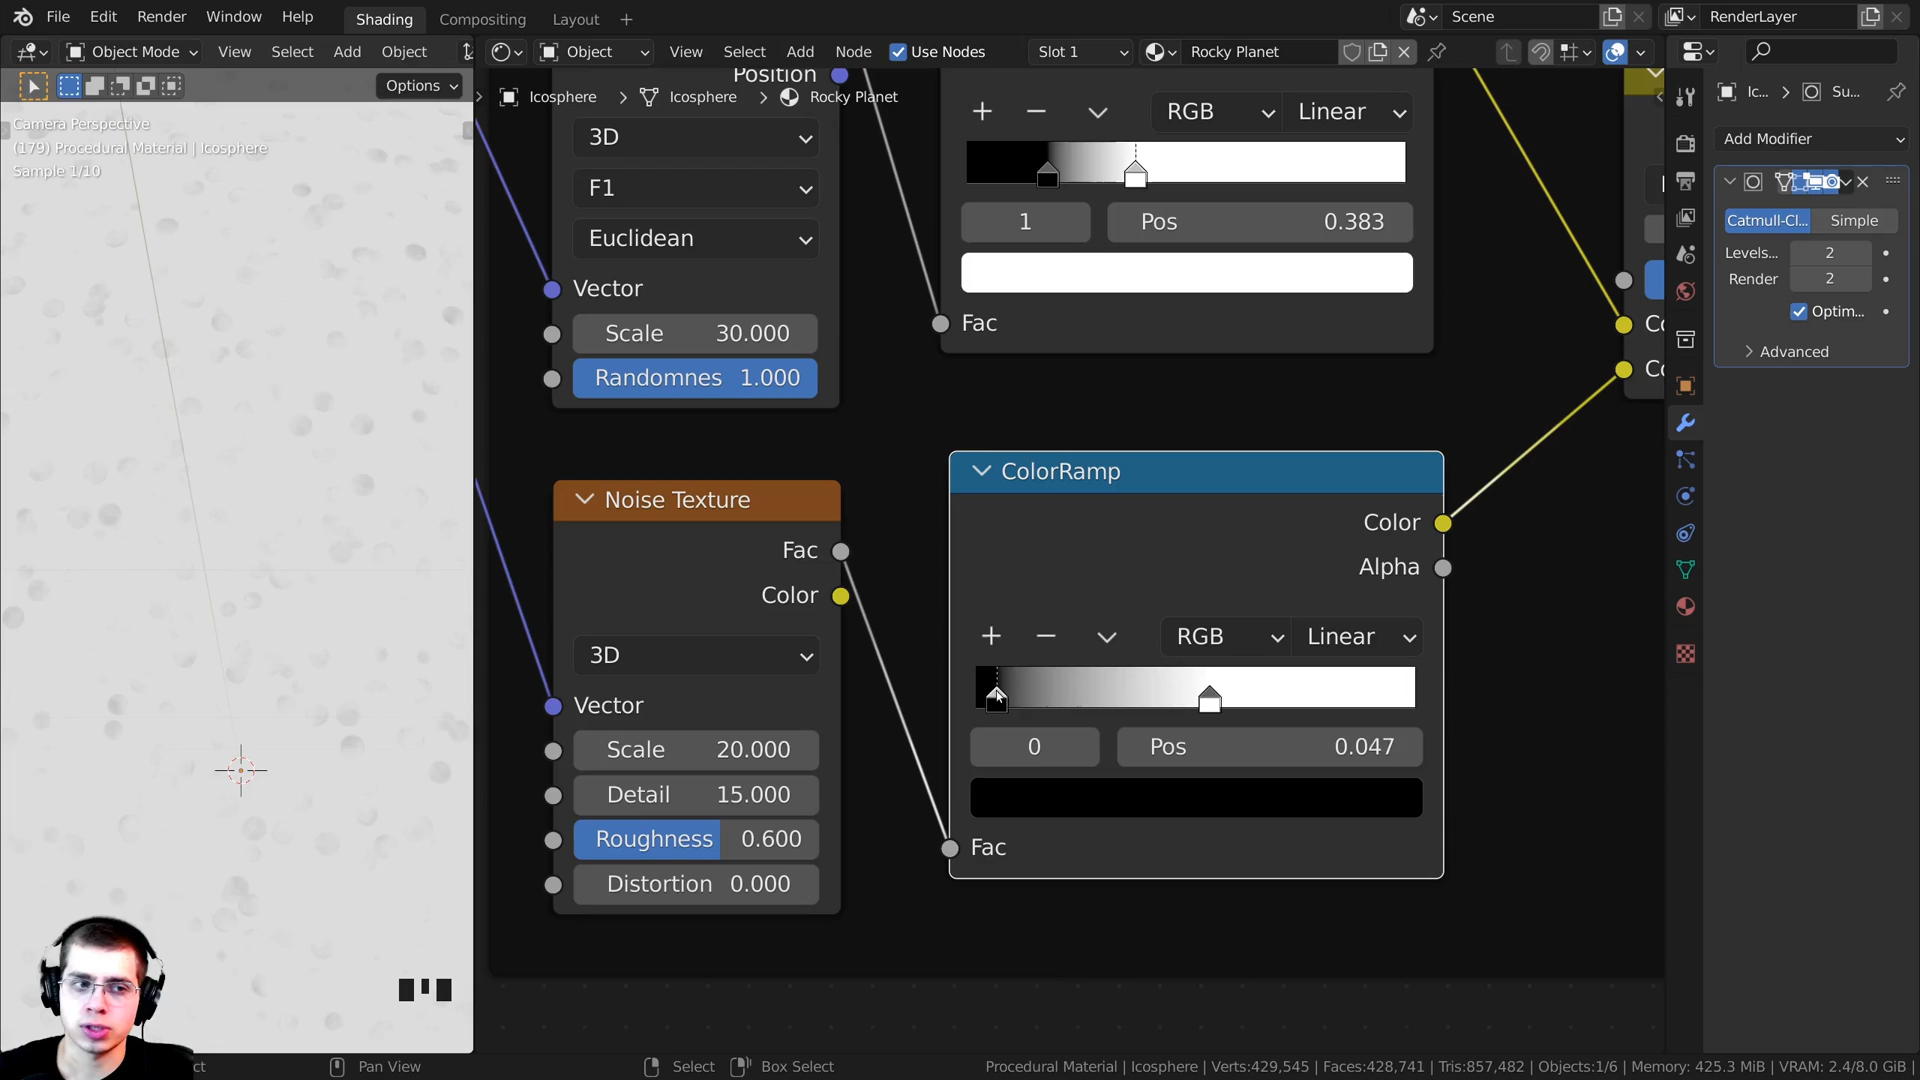 File Edit Render Window Help Shading Compositing Layout + Scene RenderLayer
Object Mode View Select Add Object Object View Select Add Node Use Nodes Slot 1 Rocky Planet
Options
Position
Icosphere > Icosphere > Rocky Planet
Ic... > Su...
Camera Perspective
(179) Procedural Material | Icosphere
Sample 1/10
3D
F1
Euclidean
Vector
Scale 30.000
Randomnes 1.000
RGB Linear
1 Pos 0.383
Fac
Noise Texture
Fac
Color
3D
Vector
Scale 20.000
Detail 15.000
Roughness 0.600
Distortion 0.000
ColorRamp
Color
Alpha
RGB Linear
0 Pos 0.047
Fac
Add Modifier
Catmull-Cl... Simple
Levels... 2
Render 2
Optim...
Advanced
Pan View Select Box Select Procedural Material | Icosphere | Verts:429,545 | Faces:428,741 | Tris:857,482 | Objects:1/6 | Memory: 425.3 MiB | VRAM: 2.4/8.0 GiB